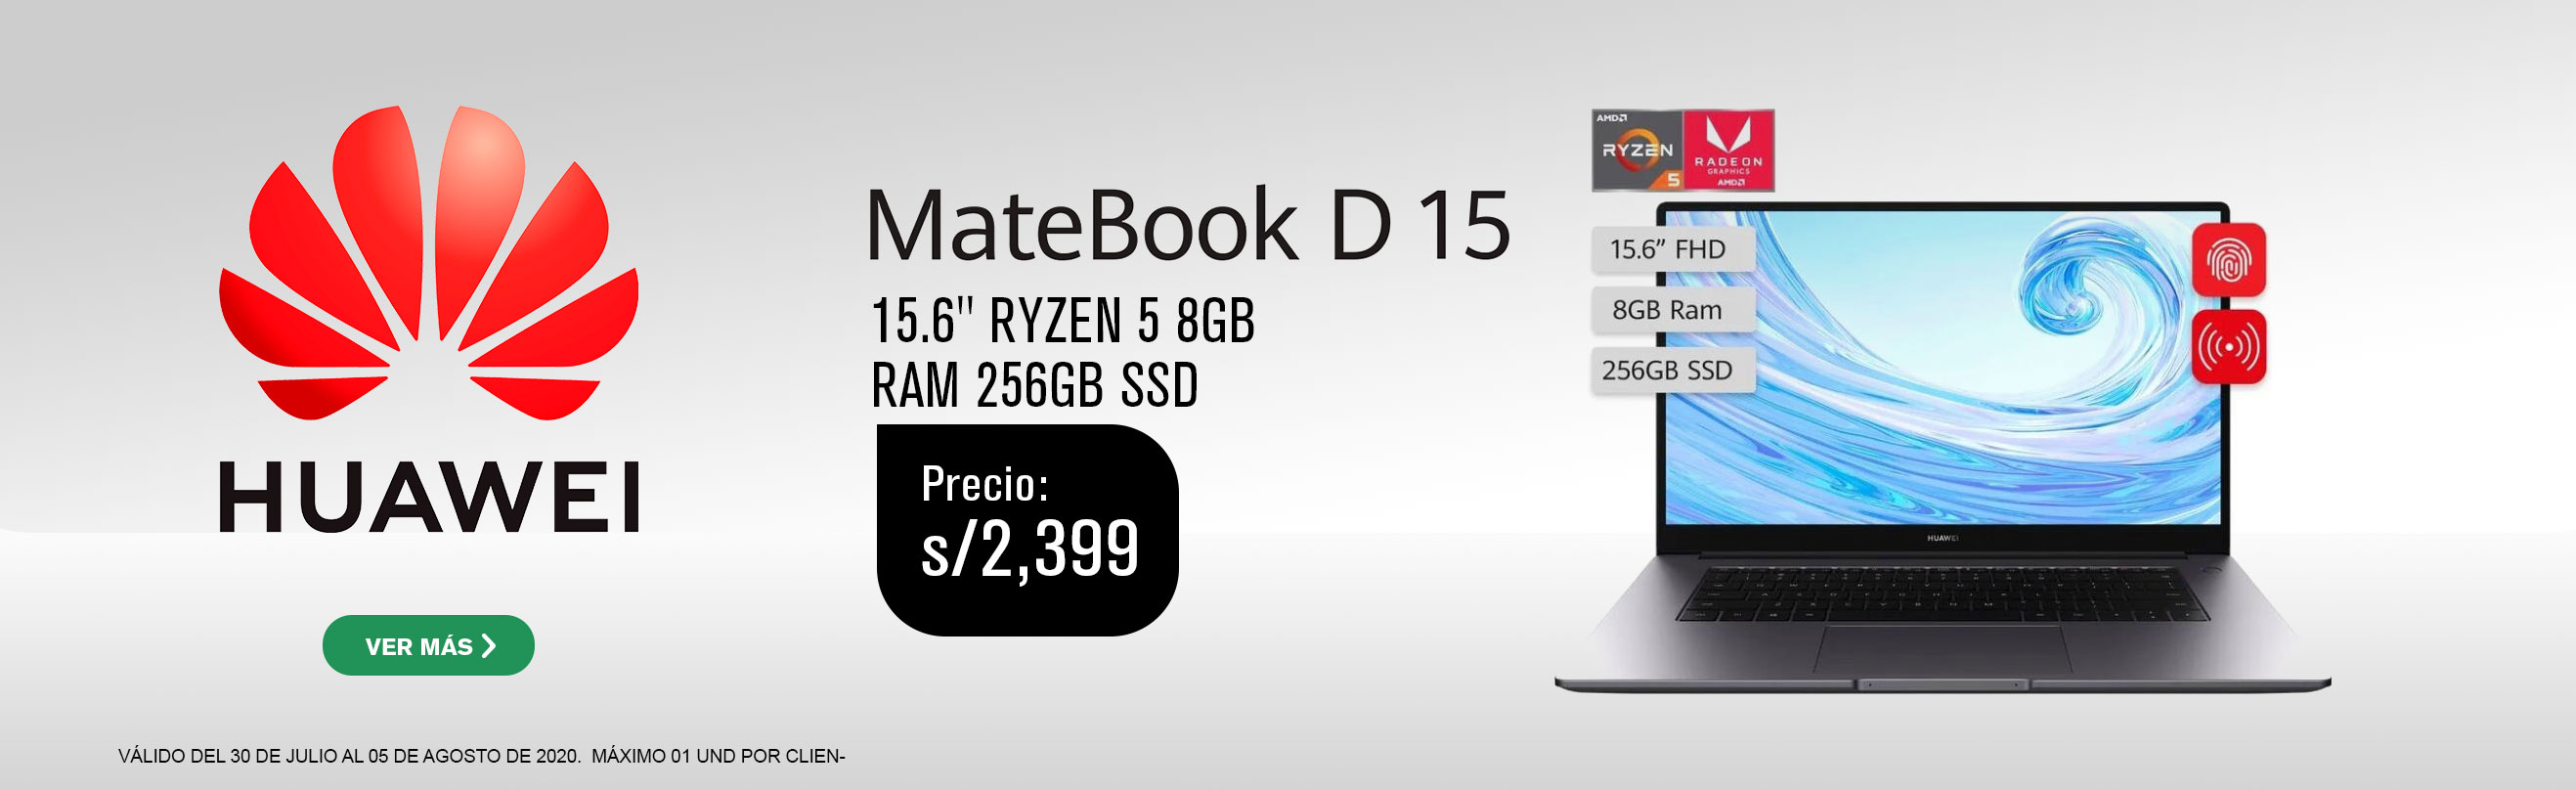 HUAWEI
VER MÁS
VÁLIDO DEL 30 DE JULIO AL 05 DE AGOSTO DE 2020. MÁXIMO 01 UND POR CLIEN-
MateBook D 15
15.6" RYZEN 5 8GB
RAM 256GB SSD
Precio:
s/2,399
AMD
RYZEN
5
RADEON
GRAPHICS
AMD
15.6” FHD
8GB Ram
256GB SSD
HUAWEI